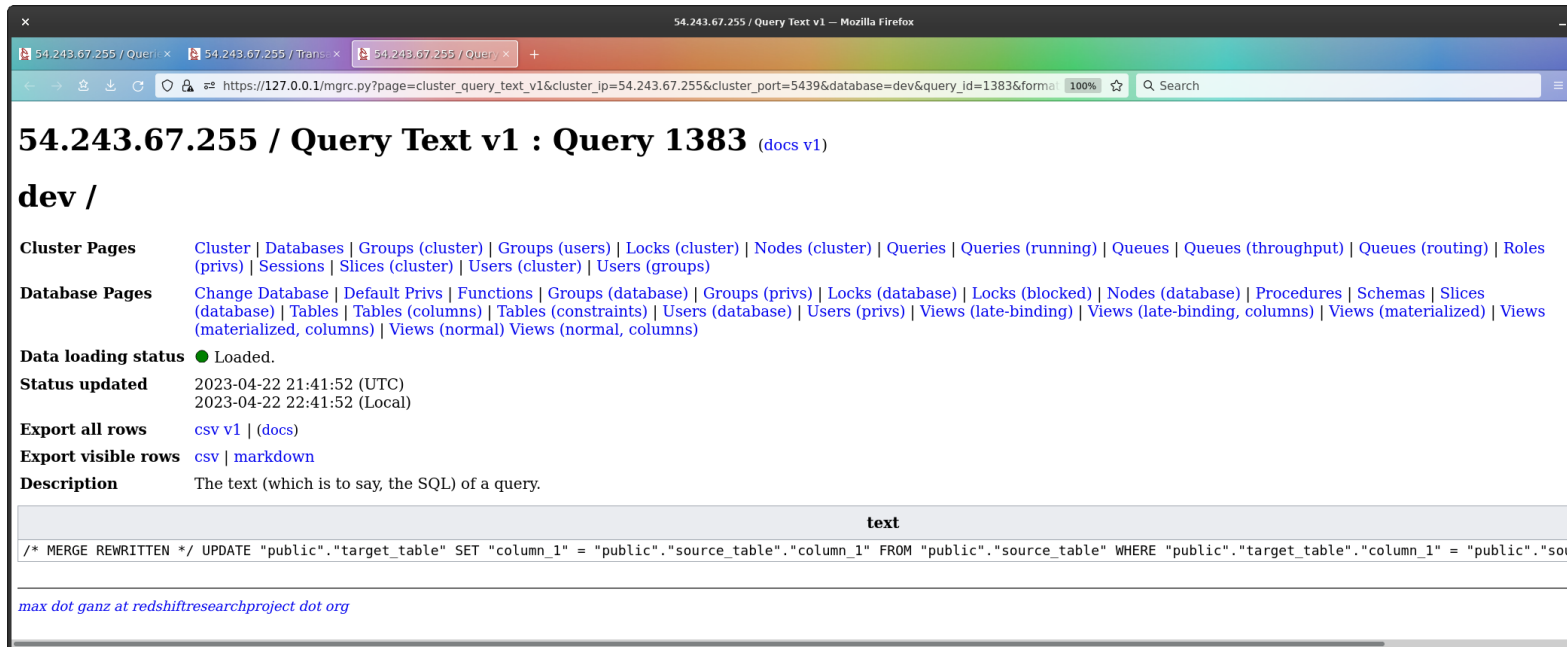 54.243.67.255 / Query Text v1 — Mozilla Firefox
54.243.67.255 / Queri
54.243.67.255 / Trans
54.243.67.255 / Query
https://127.0.0.1/mgrc.py?page=cluster_query_text_v1&cluster_ip=54.243.67.255&cluster_port=5439&database=dev&query_id=1383&format 100% Search
54.243.67.255 / Query Text v1 : Query 1383 (docs v1)
dev /
Cluster Pages Cluster | Databases | Groups (cluster) | Groups (users) | Locks (cluster) | Nodes (cluster) | Queries | Queries (running) | Queues | Queues (throughput) | Queues (routing) | Roles
(privs) | Sessions | Slices (cluster) | Users (cluster) | Users (groups)
Database Pages Change Database | Default Privs | Functions | Groups (database) | Groups (privs) | Locks (database) | Locks (blocked) | Nodes (database) | Procedures | Schemas | Slices
(database) | Tables | Tables (columns) | Tables (constraints) | Users (database) | Users (privs) | Views (late-binding) | Views (late-binding, columns) | Views (materialized) | Views
(materialized, columns) | Views (normal) Views (normal, columns)
Data loading status Loaded.
Status updated 2023-04-22 21:41:52 (UTC)
2023-04-22 22:41:52 (Local)
Export all rows csv v1 | (docs)
Export visible rows csv | markdown
Description The text (which is to say, the SQL) of a query.
text
/* MERGE REWRITTEN */ UPDATE "public"."target_table" SET "column_1" = "public"."source_table"."column_1" FROM "public"."source_table" WHERE "public"."target_table"."column_1" = "public"."sou
max dot ganz at redshiftresearchproject dot org